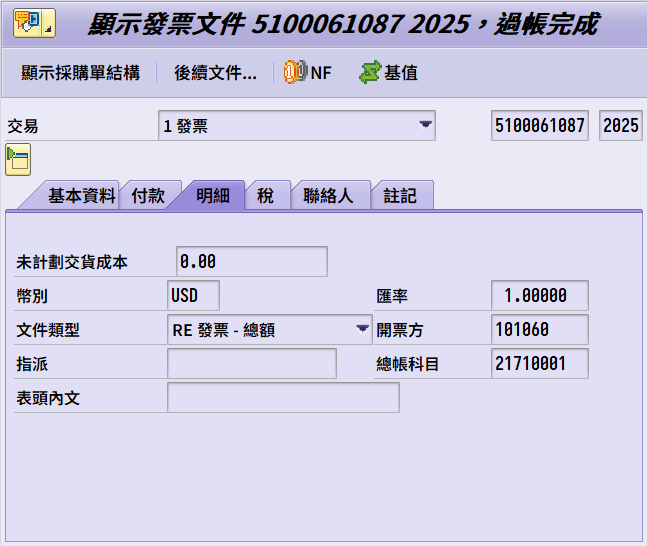 顯示發票文件 5100061087 2025，過帳完成
顯示採購單結構 後續文件... NF 基值
交易 1 發票 5100061087 2025
基本資料 付款 明細 稅 聯絡人 註記
未計劃交貨成本 0.00
幣別 USD 匯率 1.00000
文件類型 RE 發票 - 總額 開票方 101060
指派 總帳科目 21710001
表頭內文